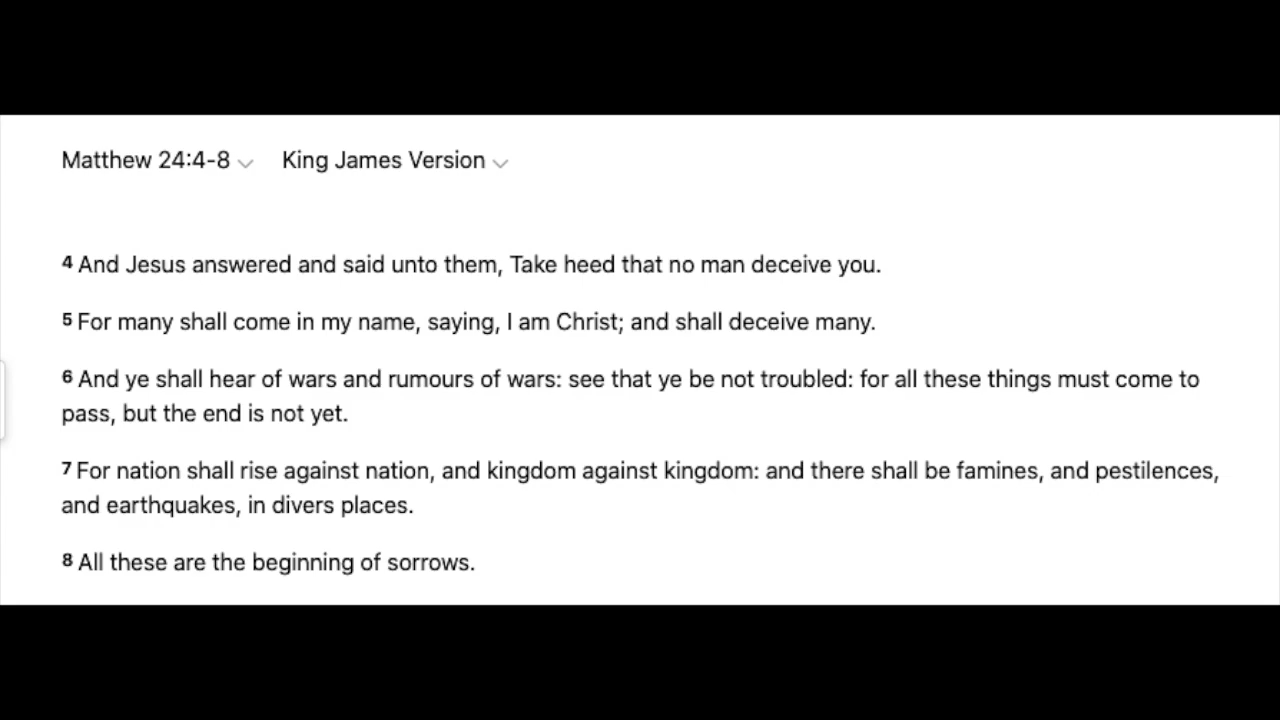 Matthew 24:4-8 King James Version
4 And Jesus answered and said unto them, Take heed that no man deceive you.
5 For many shall come in my name, saying, I am Christ; and shall deceive many.
6 And ye shall hear of wars and rumours of wars: see that ye be not troubled: for all these things must come to
pass, but the end is not yet.
7 For nation shall rise against nation, and kingdom against kingdom: and there shall be famines, and pestilences,
and earthquakes, in divers places.
8 All these are the beginning of sorrows.